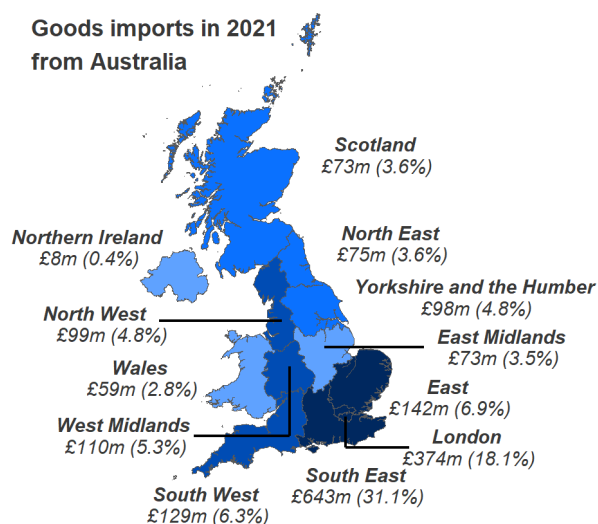 Goods imports in 2021
from Australia
Scotland
£73m (3.6%)
Northern Ireland
£8m (0.4%)
North East
£75m (3.6%)
Yorkshire and the Humber
£98m (4.8%)
North West
£99m (4.8%)
East Midlands
£73m (3.5%)
Wales
£59m (2.8%)
East
£142m (6.9%)
West Midlands
£110m (5.3%)
London
£374m (18.1%)
South East
£643m (31.1%)
South West
£129m (6.3%)